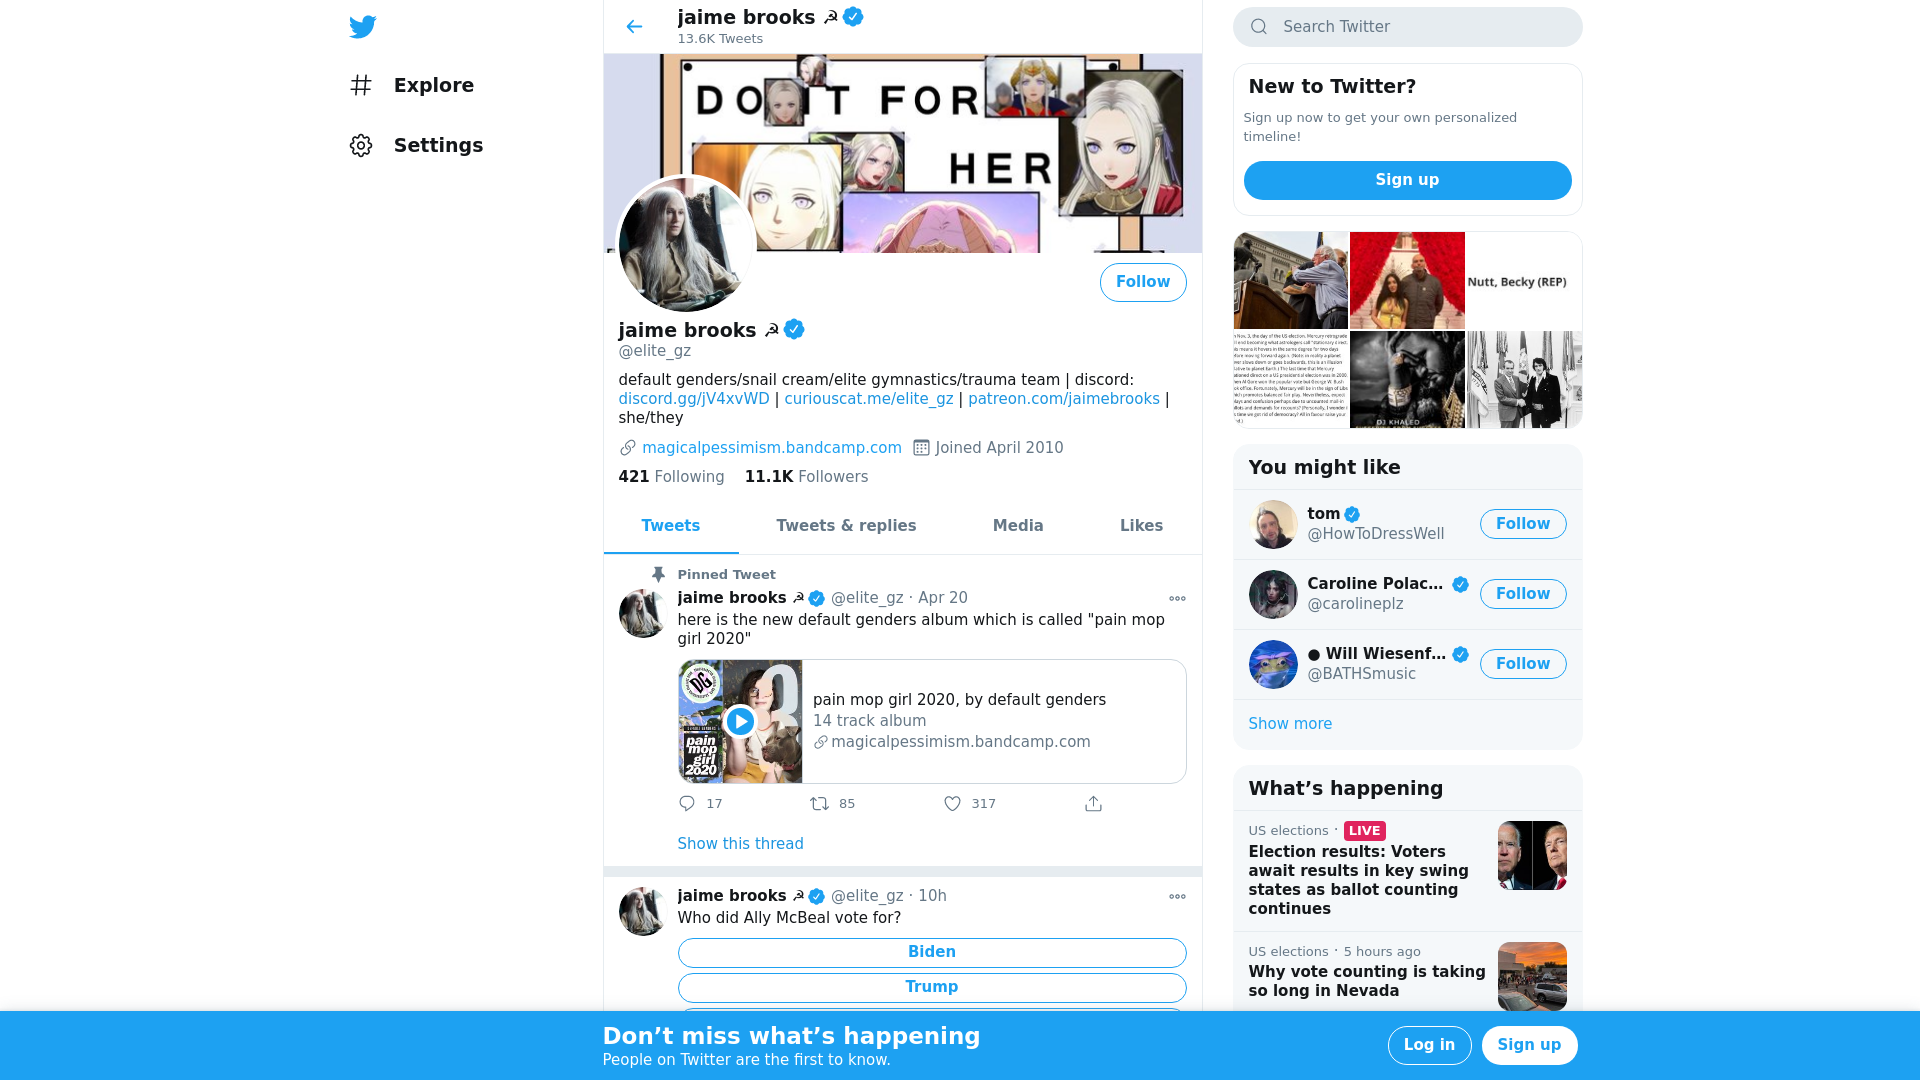 jaime brooks ☭
13.6K Tweets
Explore
Settings
DON'T FOR
HER
Follow
jaime brooks ☭
@elite_gz
default genders/snail cream/elite gymnastics/trauma team | discord:
discord.gg/jV4xvWD | curiouscat.me/elite_gz | patreon.com/jaimebrooks |
she/they
magicalpessimism.bandcamp.com Joined April 2010
421 Following 11.1K Followers
Tweets Tweets & replies Media Likes
Pinned Tweet
jaime brooks ☭ @elite_gz · Apr 20
here is the new default genders album which is called "pain mop
girl 2020"
DG
pain
mop
girl
2020
pain mop girl 2020, by default genders
14 track album
magicalpessimism.bandcamp.com
17 85 317
Show this thread
jaime brooks ☭ @elite_gz · 10h
Who did Ally McBeal vote for?
Biden
Trump
Search Twitter
New to Twitter?
Sign up now to get your own personalized
timeline!
Sign up
Nutt, Becky (REP)
DJ KHALED
You might like
tom
@HowToDressWell
Follow
Caroline Polac...
@carolineplz
Follow
● Will Wiesenf...
@BATHSmusic
Follow
Show more
What's happening
US elections · LIVE
Election results: Voters
await results in key swing
states as ballot counting
continues
US elections · 5 hours ago
Why vote counting is taking
so long in Nevada
Don't miss what's happening
People on Twitter are the first to know.
Log in
Sign up